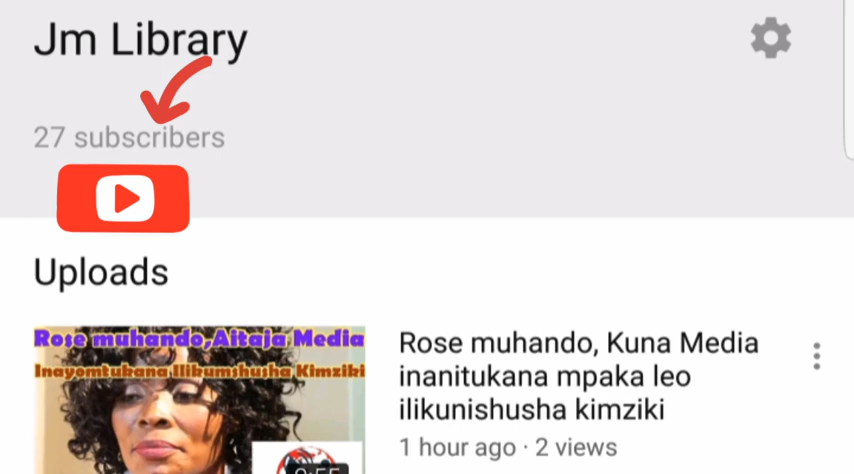 Jm Library
27 subscribers
Uploads
Rose muhando,Aitaja Media
Inayomtukana Ilikumshusha Kimziki
Rose muhando, Kuna Media
inanitukana mpaka leo
ilikunishusha kimziki
1 hour ago · 2 views